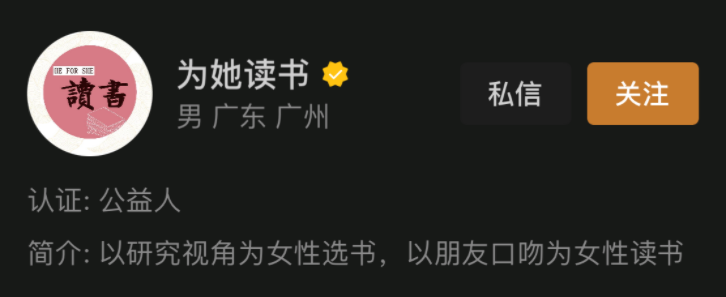 HE FOR SHE
讀書
为她读书
男 广东 广州
私信
关注
认证: 公益人
简介: 以研究视角为女性选书，以朋友口吻为女性读书